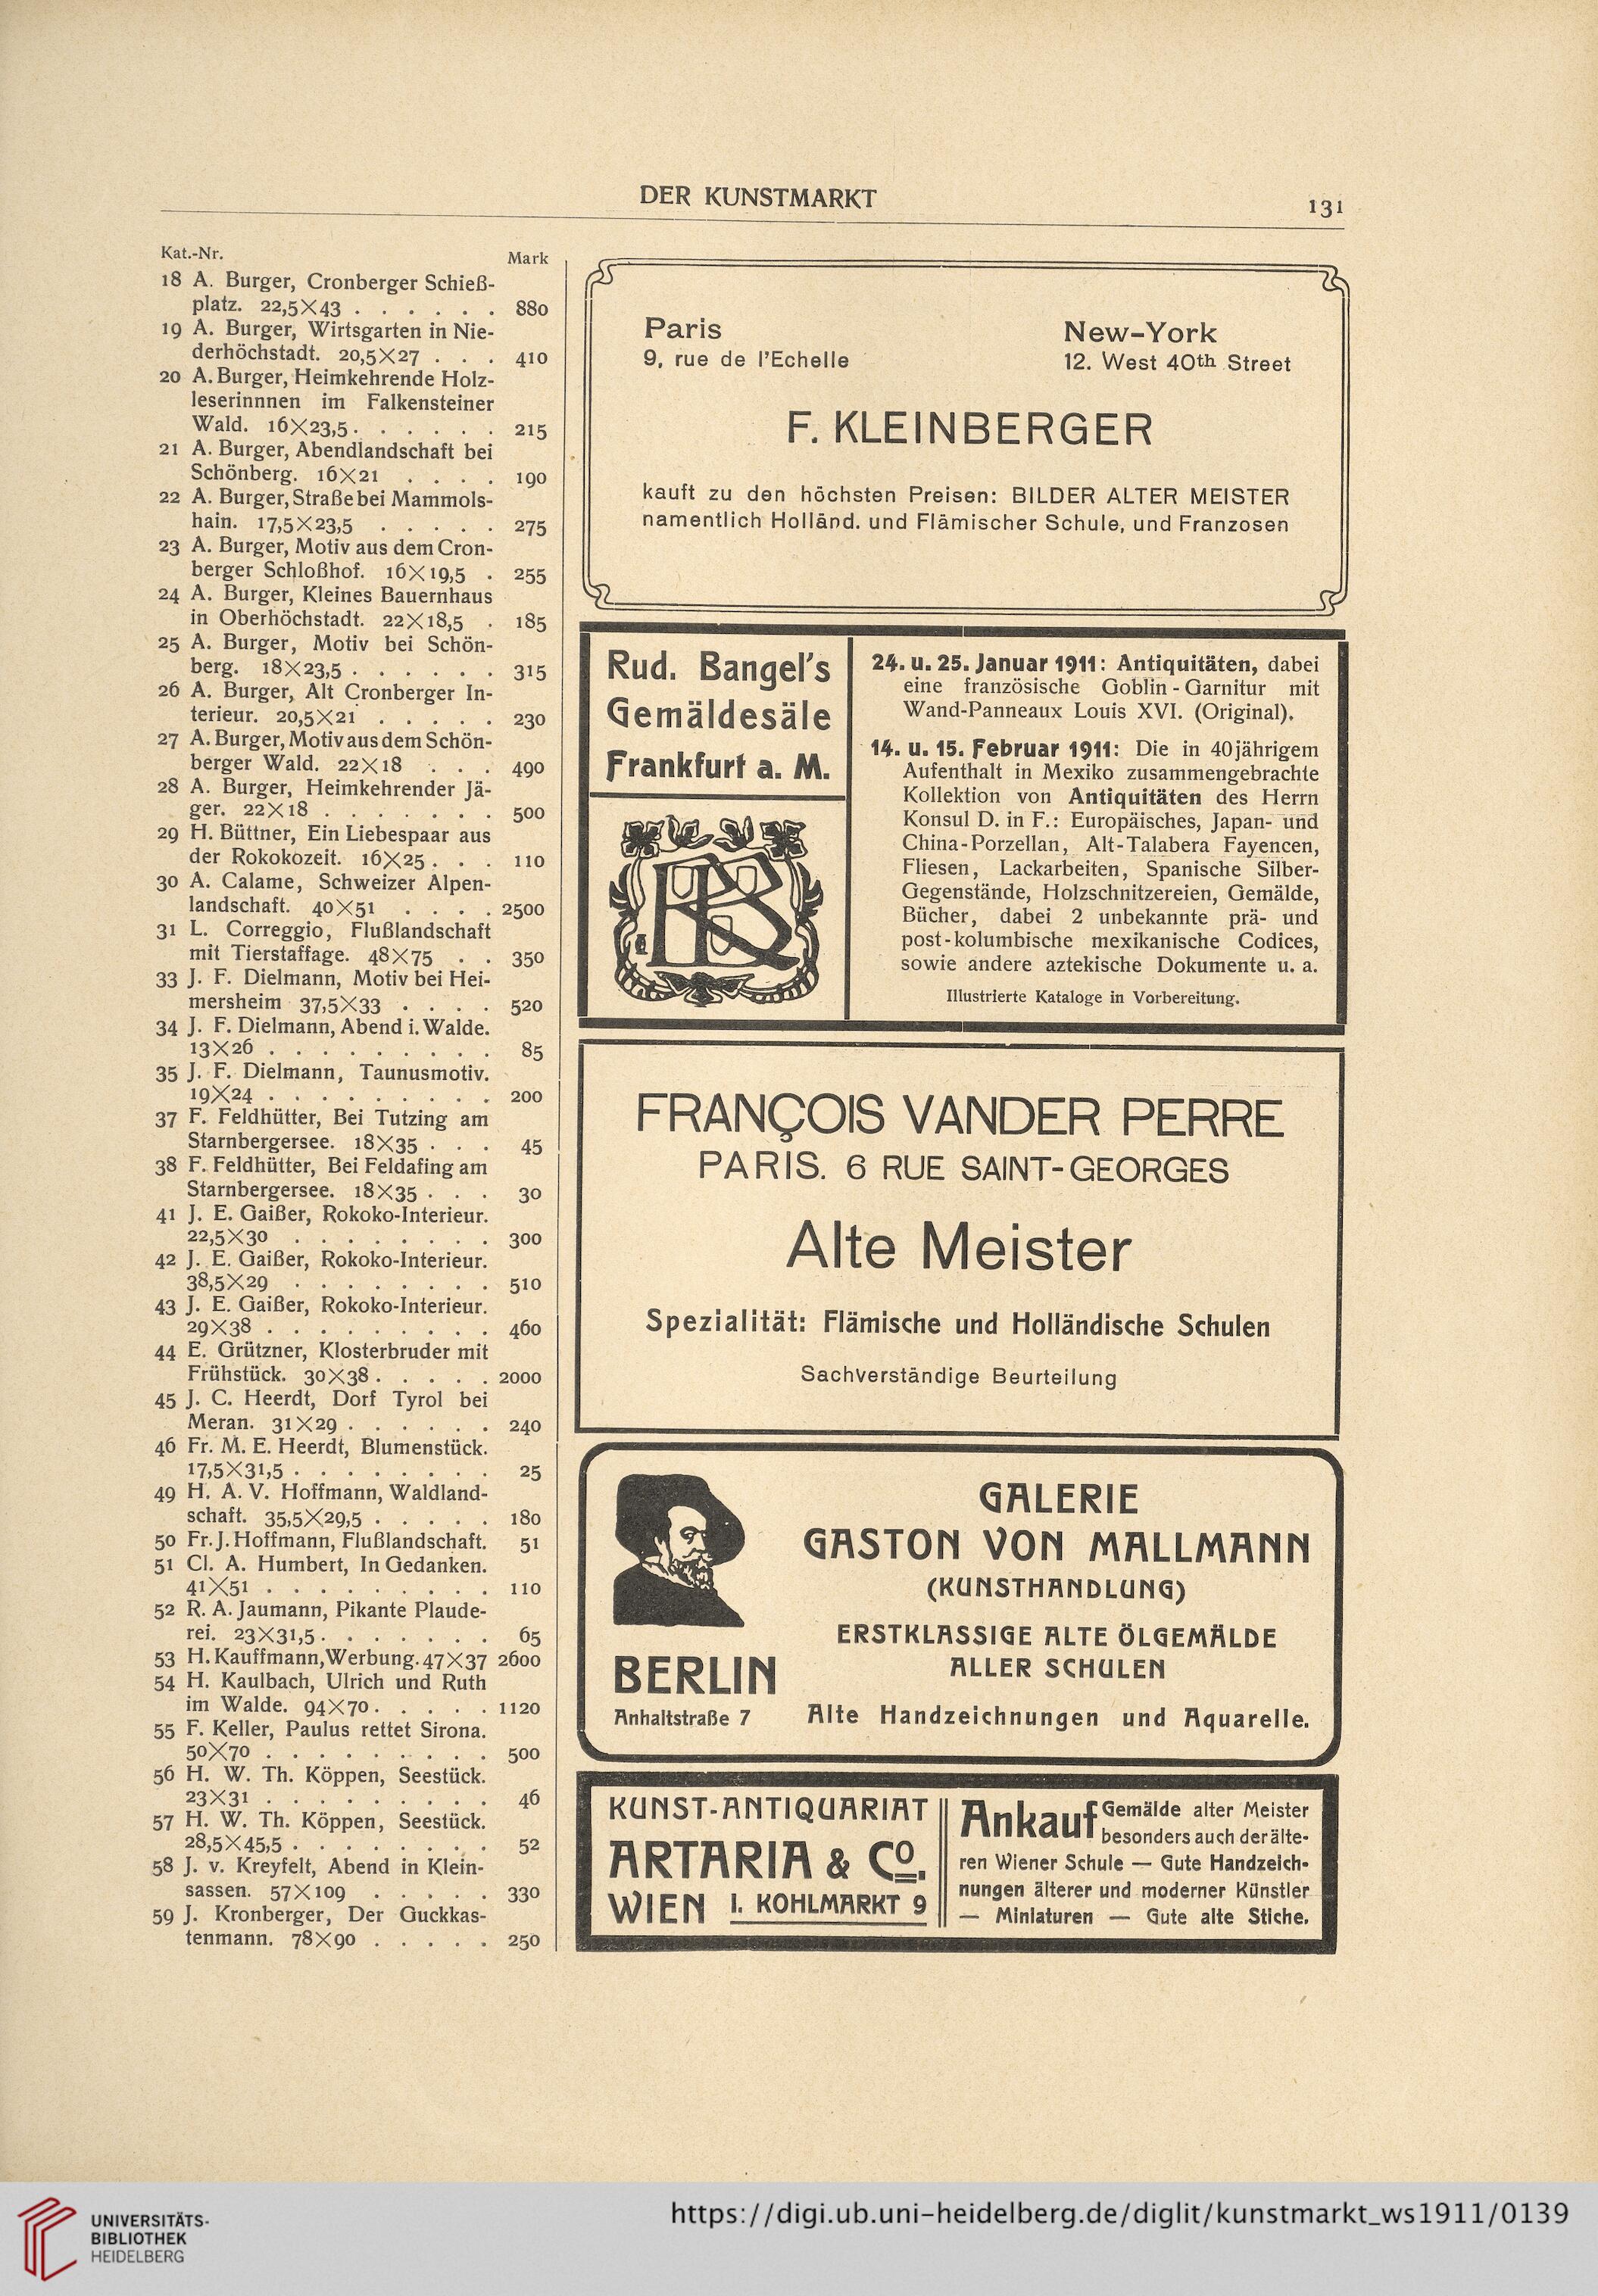 DER KUNSTMARKT
131
Kat.-Nr. Mark
18 A. Burger, Cronberger Schieß-
platz. 22,5×43 . . . . . . 880
19 A. Burger, Wirtsgarten in Nie-
derhöchstadt. 20,5×27 . . . 410
20 A. Burger, Heimkehrende Holz-
leserinnnen im Falkensteiner
Wald. 16×23,5 . . . . . . 215
21 A. Burger, Abendlandschaft bei
Schönberg. 16×21 . . . . 190
22 A. Burger, Straße bei Mammols-
hain. 17,5×23,5 . . . . . 275
23 A. Burger, Motiv aus dem Cron-
berger Schloßhof. 16×19,5 . 255
24 A. Burger, Kleines Bauernhaus
in Oberhöchstadt. 22×18,5 . 185
25 A. Burger, Motiv bei Schön-
berg. 18×23,5 . . . . . . 315
26 A. Burger, Alt Cronberger In-
terieur. 20,5×21 . . . . . 230
27 A. Burger, Motiv aus dem Schön-
berger Wald. 22×18 . . . 490
28 A. Burger, Heimkehrender Jä-
ger. 22×18 . . . . . . . 500
29 H. Büttner, Ein Liebespaar aus
der Rokokozeit. 16×25 . . . 110
30 A. Calame, Schweizer Alpen-
landschaft. 40×51 . . . . 2500
31 L. Correggio, Flußlandschaft
mit Tierstaffage. 48×75 . . 350
33 J. F. Dielmann, Motiv bei Hei-
mersheim 37,5×33 . . . . 520
34 J. F. Dielmann, Abend i. Walde.
13×26 . . . . . . . . . 85
35 J. F. Dielmann, Taunusmotiv.
19×24 . . . . . . . . . 200
37 F. Feldhütter, Bei Tutzing am
Starnbergersee. 18×35 . . . 45
38 F. Feldhütter, Bei Feldafing am
Starnbergersee. 18×35 . . . 30
41 J. E. Gaißer, Rokoko-Interieur.
22,5×30 . . . . . . . . 300
42 J. E. Gaißer, Rokoko-Interieur.
38,5×29 . . . . . . . . 510
43 J. E. Gaißer, Rokoko-Interieur.
29×38 . . . . . . . . . 460
44 E. Grützner, Klosterbruder mit
Frühstück. 30×38 . . . . . 2000
45 J. C. Heerdt, Dorf Tyrol bei
Meran. 31×29 . . . . . . 240
46 Fr. M. E. Heerdt, Blumenstück.
17,5×31,5 . . . . . . . . 25
49 H. A. V. Hoffmann, Waldland-
schaft. 35,5×29,5 . . . . . 180
50 Fr. J. Hoffmann, Flußlandschaft. 51
51 Cl. A. Humbert, In Gedanken.
41×51 . . . . . . . . . 110
52 R. A. Jaumann, Pikante Plaude-
rei. 23×31,5 . . . . . . . 65
53 H. Kauffmann, Werbung. 47×37 2600
54 H. Kaulbach, Ulrich und Ruth
im Walde. 94×70 . . . . . 1120
55 F. Keller, Paulus rettet Sirona.
50×70 . . . . . . . . . 500
56 H. W. Th. Köppen, Seestück.
23×31 . . . . . . . . . 46
57 H. W. Th. Köppen, Seestück.
28,5×45,5 . . . . . . . . 52
58 J. v. Kreyfelt, Abend in Klein-
sassen. 57×109 . . . . . 330
59 J. Kronberger, Der Guckkas-
tenmann. 78×90 . . . . . 250
Paris New-York
9, rue de l'Echelle 12. West 40th Street
F. KLEINBERGER
kauft zu den höchsten Preisen: BILDER ALTER MEISTER
namentlich Holländ. und Flämischer Schule, und Franzosen
Rud. Bangel's
Gemäldesäle
Frankfurt a. M.
RB
24. u. 25. Januar 1911: Antiquitäten, dabei
eine französische Goblin-Garnitur mit
Wand-Panneaux Louis XVI. (Original).
14. u. 15. Februar 1911: Die in 40jährigem
Aufenthalt in Mexiko zusammengebrachte
Kollektion von Antiquitäten des Herrn
Konsul D. in F.: Europäisches, Japan- und
China-Porzellan, Alt-Talabera Fayencen,
Fliesen, Lackarbeiten, Spanische Silber-
Gegenstände, Holzschnitzereien, Gemälde,
Bücher, dabei 2 unbekannte prä- und
post-kolumbische mexikanische Codices,
sowie andere aztekische Dokumente u. a.
Illustrierte Kataloge in Vorbereitung.
FRANÇOIS VANDER PERRE
PARIS. 6 RUE SAINT-GEORGES
Alte Meister
Spezialität: Flämische und Holländische Schulen
Sachverständige Beurteilung
GALERIE
GASTON VON MALLMANN
(KUNSTHANDLUNG)
ERSTKLASSIGE ALTE ÖLGEMÄLDE
ALLER SCHULEN
BERLIN
Anhaltstraße 7 Alte Handzeichnungen und Aquarelle.
KUNST-ANTIQUARIAT
ARTARIA & Co.
WIEN I. KOHLMARKT 9
Ankauf Gemälde alter Meister
besonders auch der älte-
ren Wiener Schule — Gute Handzeich-
nungen älterer und moderner Künstler
— Miniaturen — Gute alte Stiche.
UNIVERSITÄTS-
BIBLIOTHEK
HEIDELBERG
https://digi.ub.uni-heidelberg.de/diglit/kunstmarkt_ws1911/0139